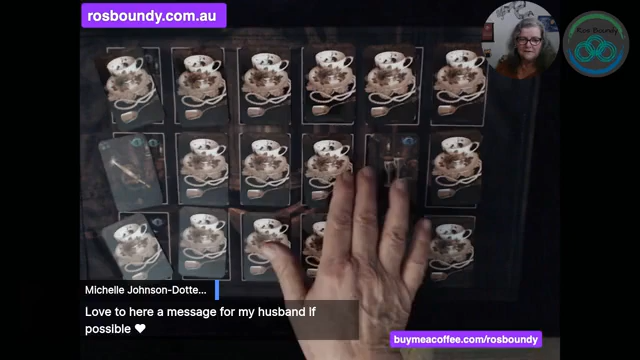 rosboundy.com.au
Ros Boundy
Michelle Johnson-Dotte...
Love to here a message for my husband If
possible ❤
buymeacoffee.com/rosboundy